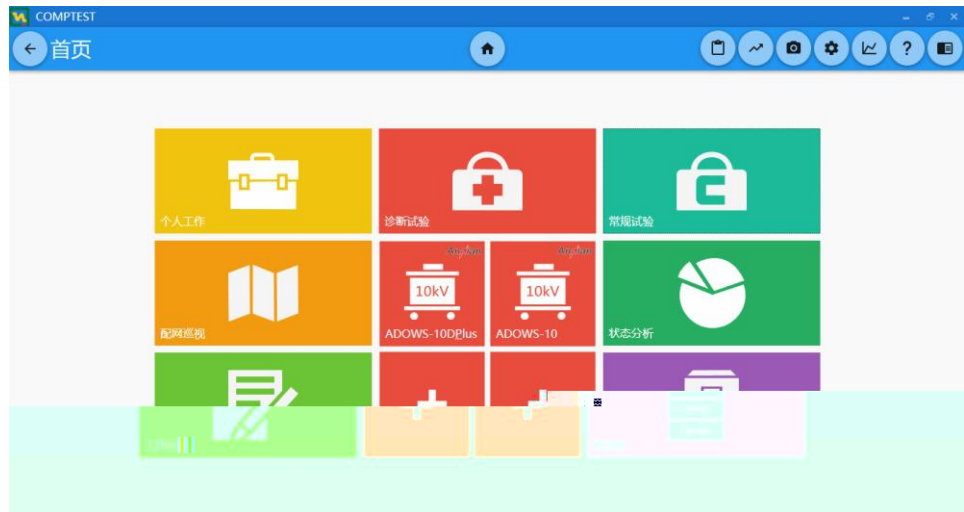 COMPTEST
首页
个人工作
诊断试验
常规试验
配网巡视
10kV
ADOWS-10DPlus
10kV
ADOWS-10
状态分析